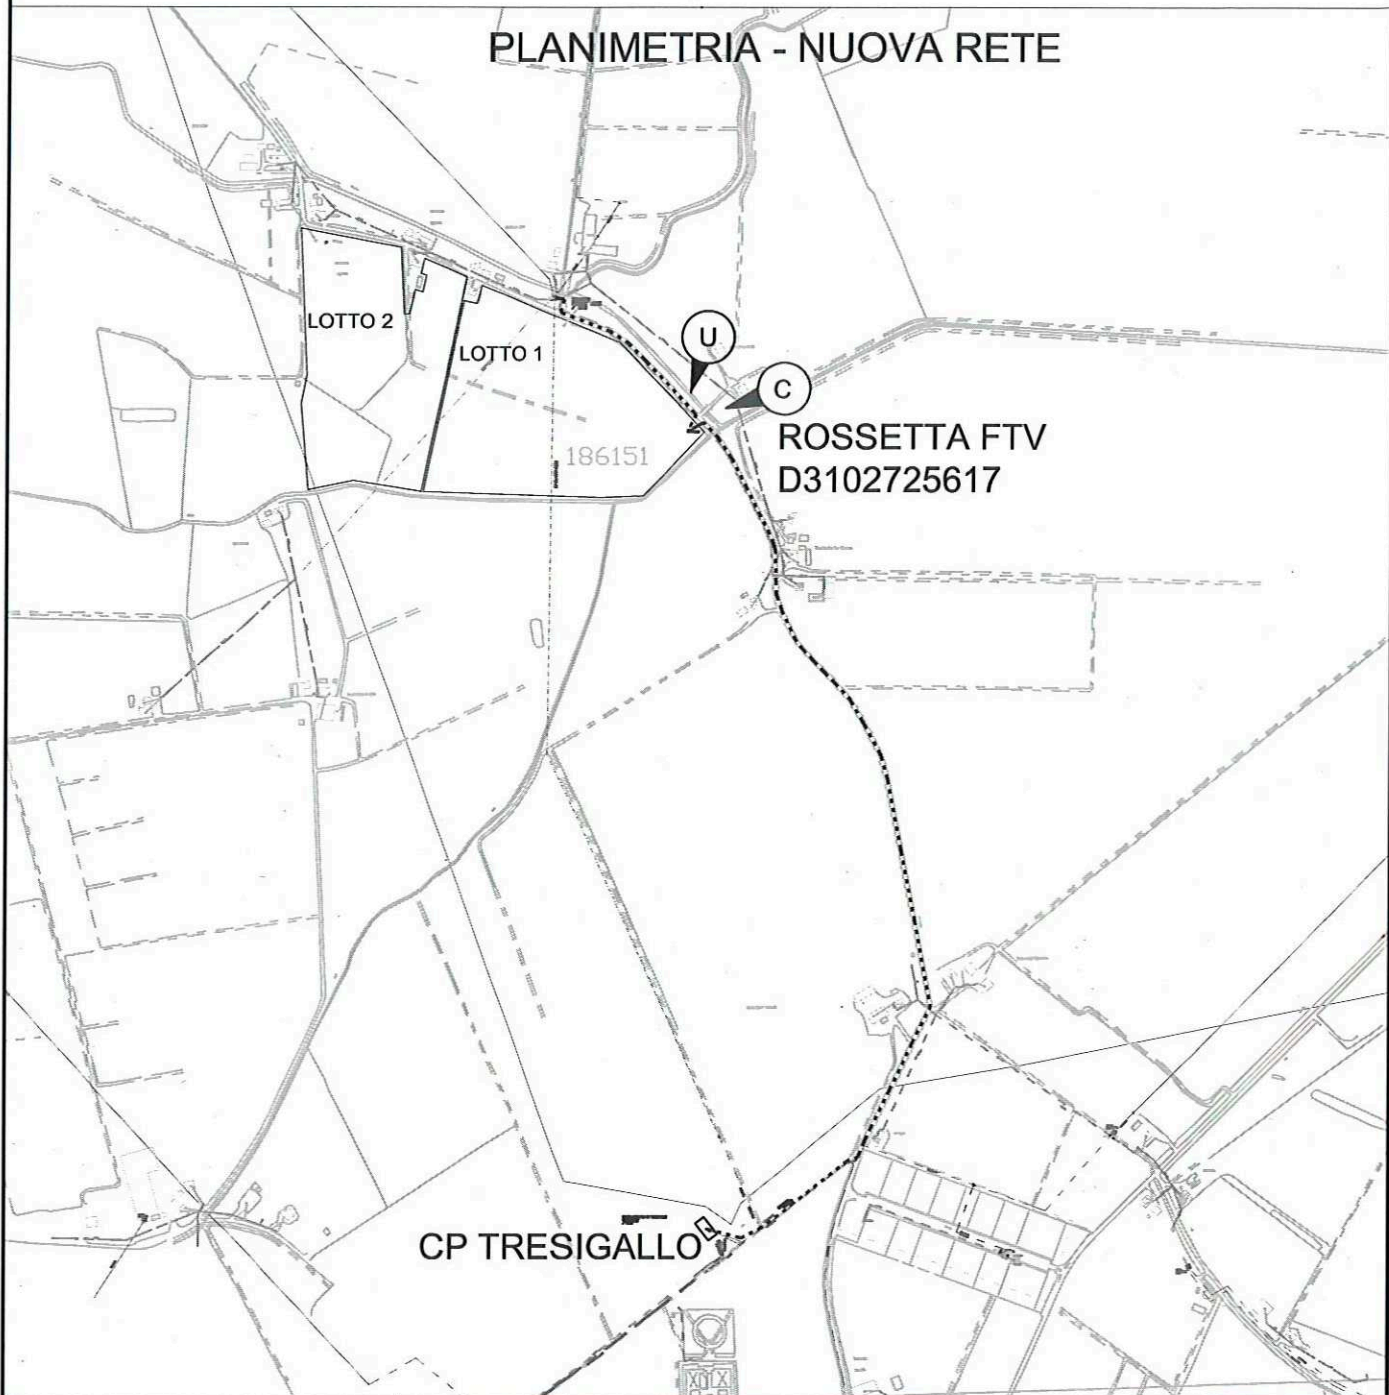 PLANIMETRIA - NUOVA RETE
LOTTO 2
LOTTO 1
U
C
186151
ROSSETTA FTV
D3102725617
CP TRESIGALLO